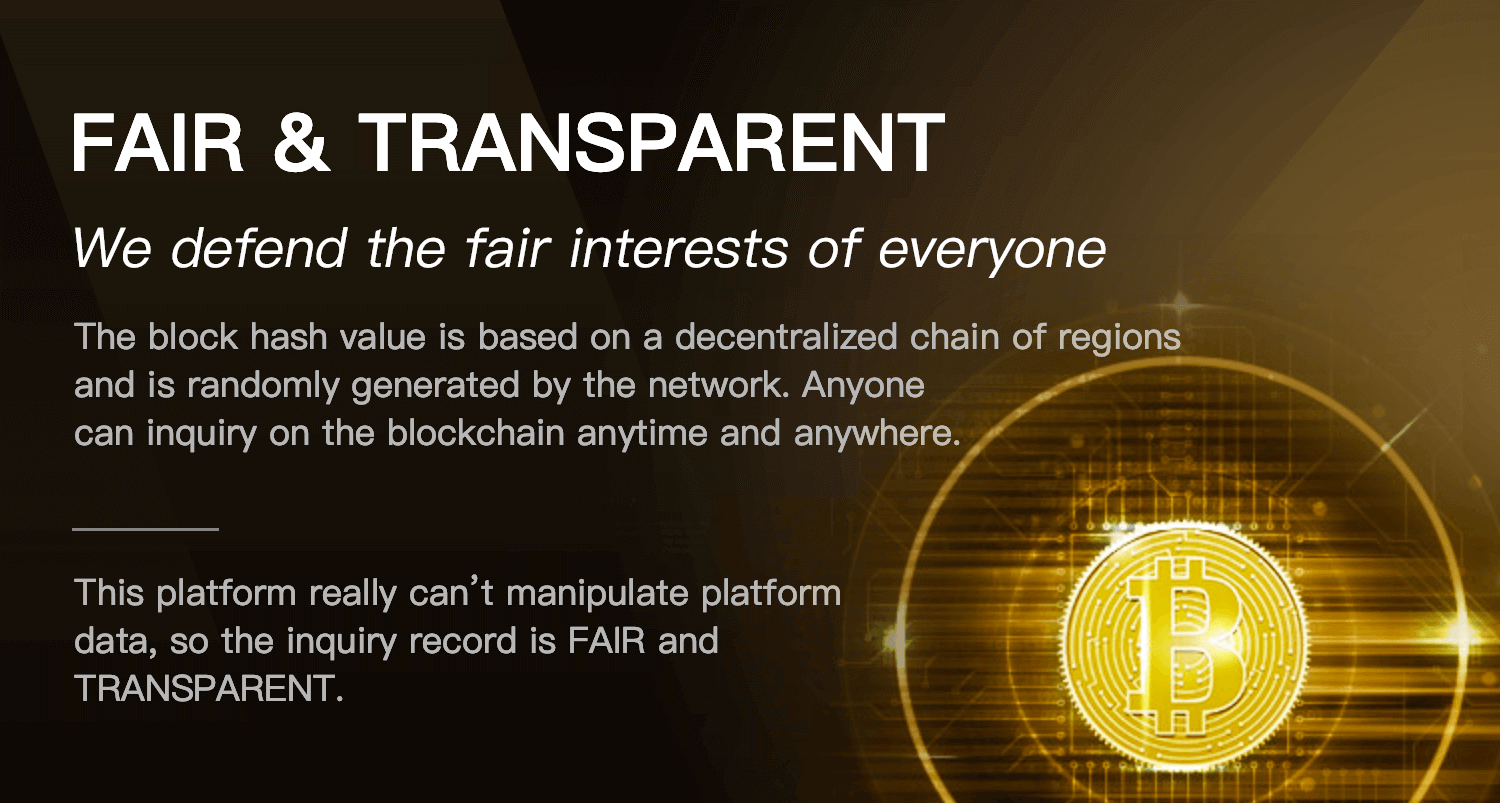 FAIR & TRANSPARENT
We defend the fair interests of everyone
The block hash value is based on a decentralized chain of regions
and is randomly generated by the network. Anyone
can inquiry on the blockchain anytime and anywhere.
This platform really can’t manipulate platform
data, so the inquiry record is FAIR and
TRANSPARENT.